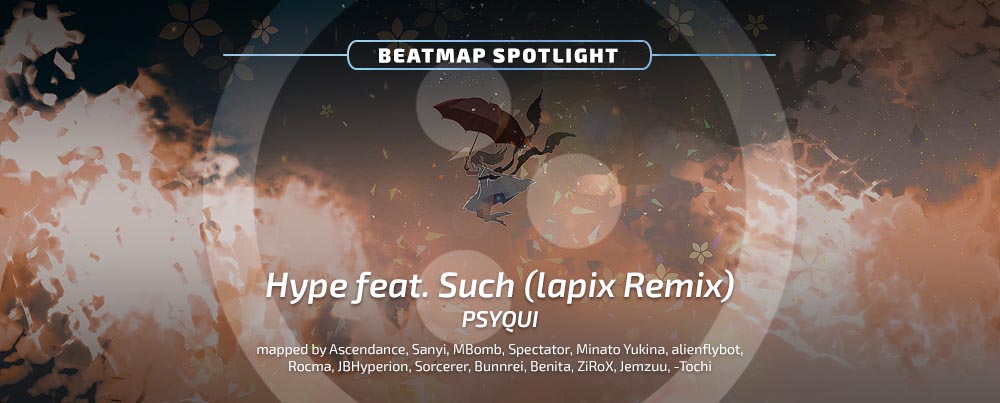 BEATMAP SPOTLIGHT
Hype feat. Such (lapix Remix)
PSYQUI
mapped by Ascendance, Sanyi, MBomb, Spectator, Minato Yukina, alienflybot,
Rocma, JBHyperion, Sorcerer, Bunnrei, Benita, ZiRoX, Jemzuu, -Tochi